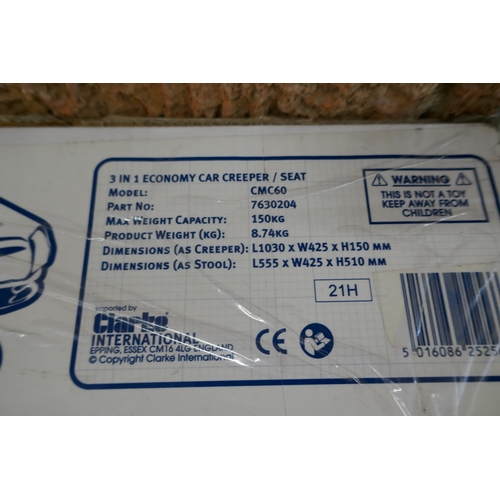 3 IN 1 ECONOMY CAR CREEPER / SEAT
MODEL: CMC60
PART NO: 7630204
MAX WEIGHT CAPACITY: 150KG
PRODUCT WEIGHT (KG): 8.74KG
DIMENSIONS (AS CREEPER): L1030 X W425 X H150 MM
DIMENSIONS (AS STOOL): L555 X W425 X H510 MM
WARNING
THIS IS NOT A TOY
KEEP AWAY FROM
CHILDREN
21H
imported by
Clarke
INTERNATIONAL
EPPING, ESSEX CM16 4LG ENGLAND
© Copyright Clarke International
CE
5 016086 2525